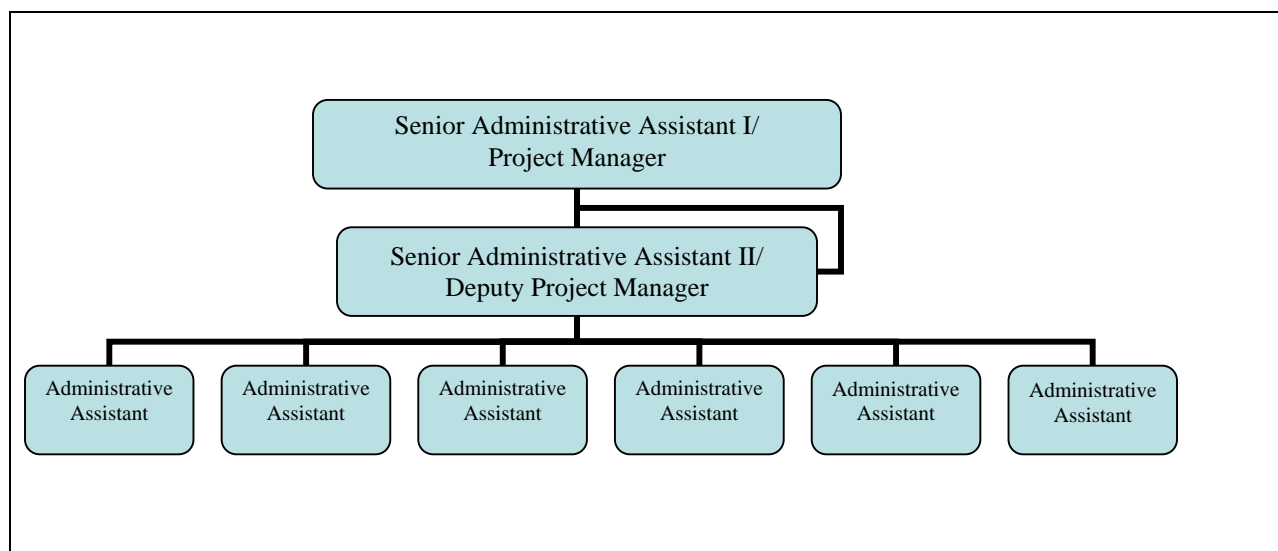 Senior Administrative Assistant I/
Project Manager
Senior Administrative Assistant II/
Deputy Project Manager
Administrative
Assistant
Administrative
Assistant
Administrative
Assistant
Administrative
Assistant
Administrative
Assistant
Administrative
Assistant